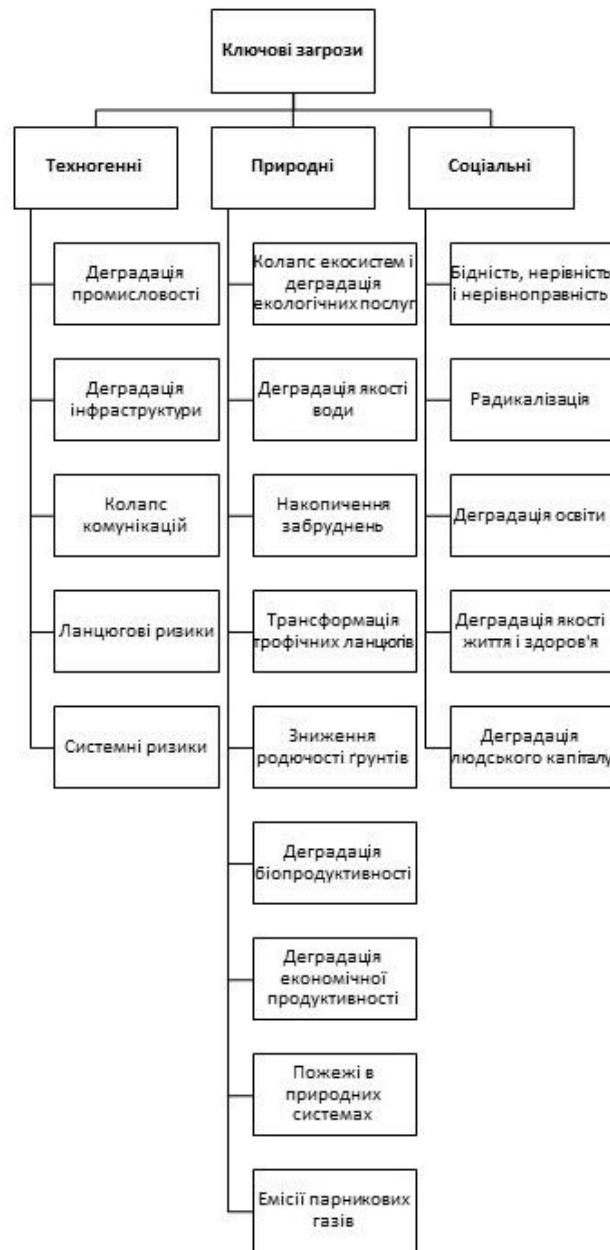 Ключові загрози
Техногенні
Природні
Соціальні
Деградація
промисловості
Деградація
інфраструктури
Колапс
комунікацій
Ланцюгові ризики
Системні ризики
Колапс екосистем і
деградація
екологічних послуг
Деградація якості
води
Накопичення
забруднень
Трансформація
трофічних ланцюгів
Зниження
родючості ґрунтів
Деградація
біопродуктивності
Деградація
економічної
продуктивності
Пожежі в
природних
системах
Емісії парникових
газів
Бідність, нерівність
і нерівноправність
Радикалізація
Деградація освіти
Деградація якості
життя і здоров'я
Деградація
людського капіталу